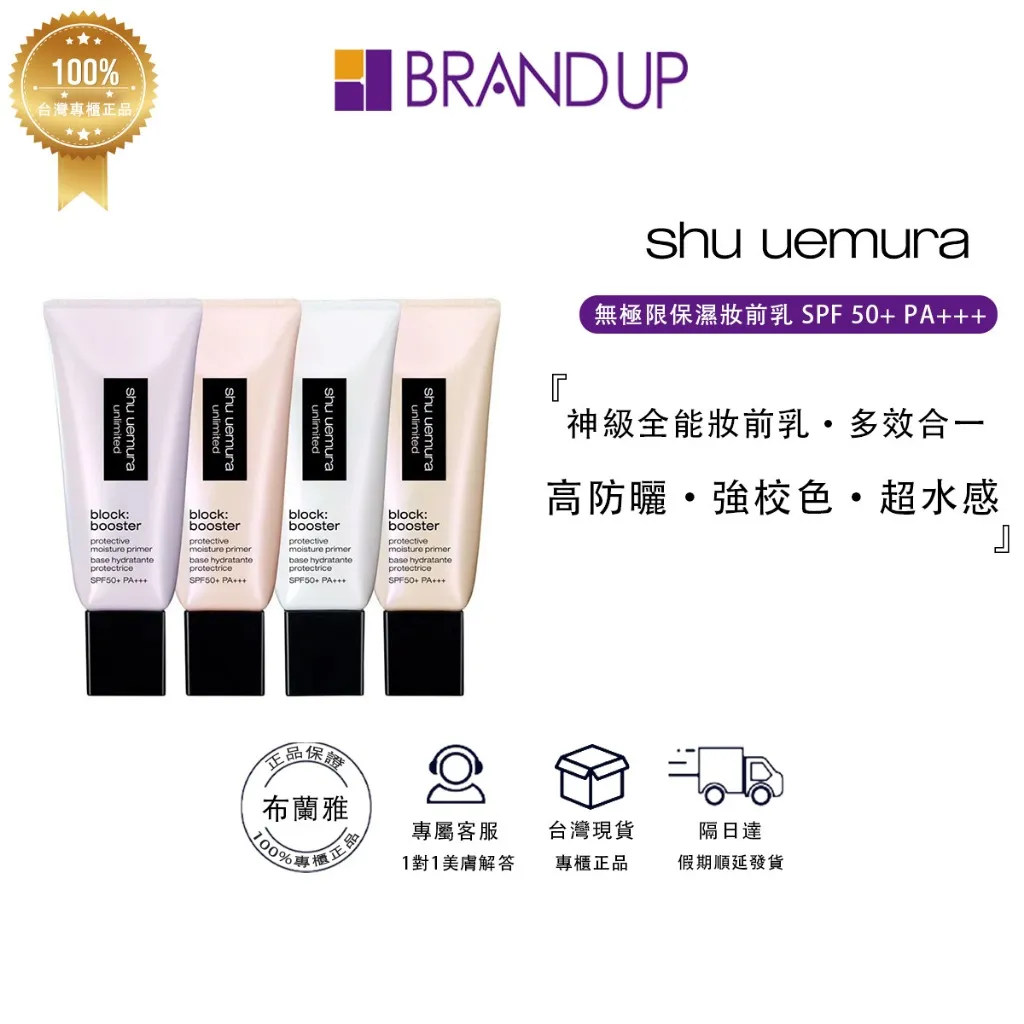 100%
台灣專櫃正品
BRANDUP
shu uemura
無極限保濕妝前乳 SPF 50+ PA+++
『
神級全能妝前乳・多效合一
高防曬・強校色・超水感
』
shu uemura
unlimited
block:
booster
protective
moisture primer
base hydratante
protectrice
SPF50+ PA+++
shu uemura
unlimited
block:
booster
protective
moisture primer
base hydratante
protectrice
SPF50+ PA+++
shu uemura
unlimited
block:
booster
protective
moisture primer
base hydratante
protectrice
SPF50+ PA+++
shu uemura
unlimited
block:
booster
protective
moisture primer
base hydratante
protectrice
SPF50+ PA+++
正品保證
布蘭雅
100%專櫃正品
專屬客服
1對1美膚解答
台灣現貨
專櫃正品
隔日達
假期順延發貨